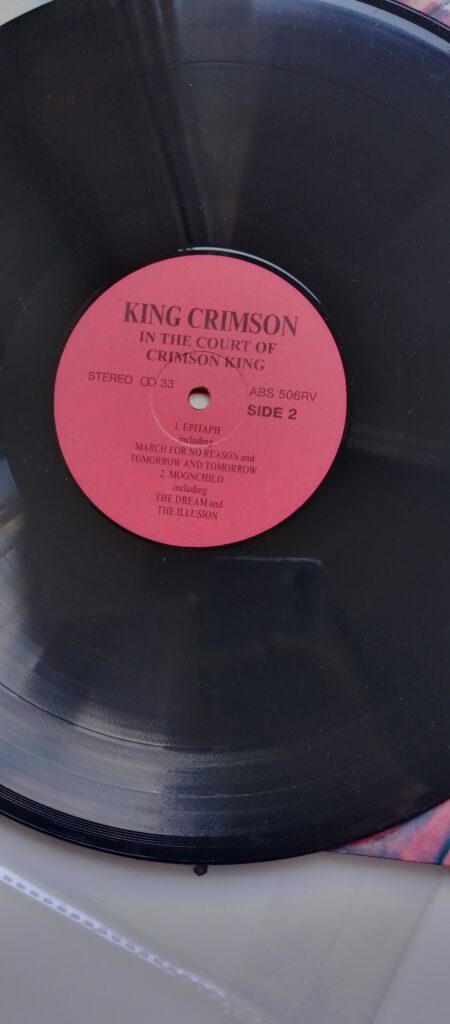 KING CRIMSON
IN THE COURT OF
CRIMSON KING
STEREO 33
ABS 506RV
SIDE 2
1. EPITAPH
including
MARCH FOR NO REASON and
TOMORROW AND TOMORROW
2. MOONCHILD
including
THE DREAM and
THE ILLUSION